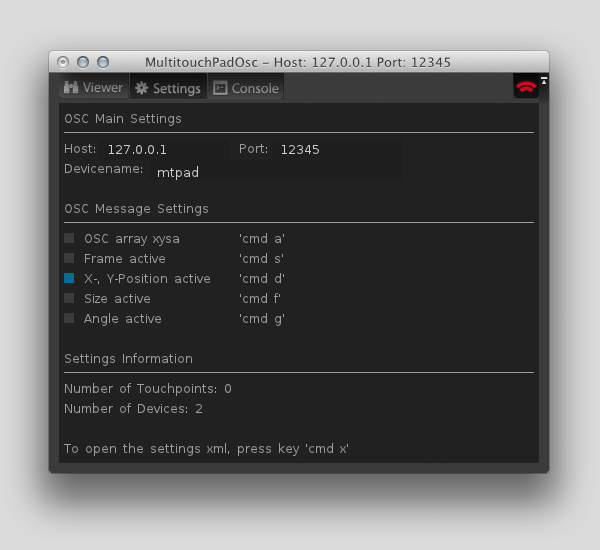 MultitouchPadOsc – Host: 127.0.0.1 Port: 12345
Viewer Settings Console
OSC Main Settings
Host: 127.0.0.1 Port: 12345
Devicename: mtpad
OSC Message Settings
OSC array xysa 'cmd a'
Frame active 'cmd s'
X-, Y-Position active 'cmd d'
Size active 'cmd f'
Angle active 'cmd g'
Settings Information
Number of Touchpoints: 0
Number of Devices: 2
To open the settings xml, press key 'cmd x'